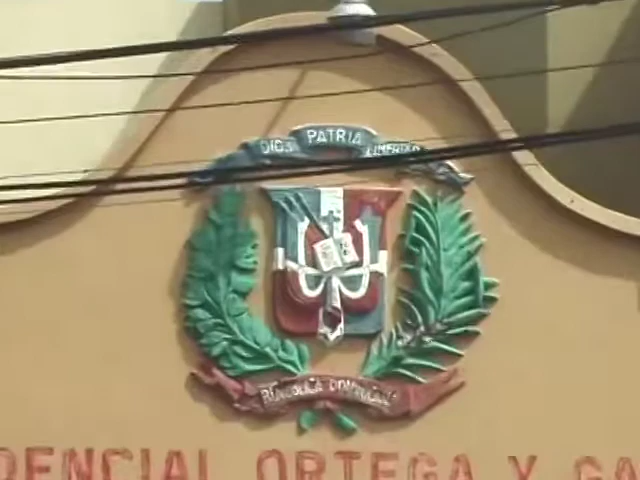 DIOS PATRIA LIBERTAD
REPUBLICA DOMINICANA
DENCIAL ORTEGA Y GA